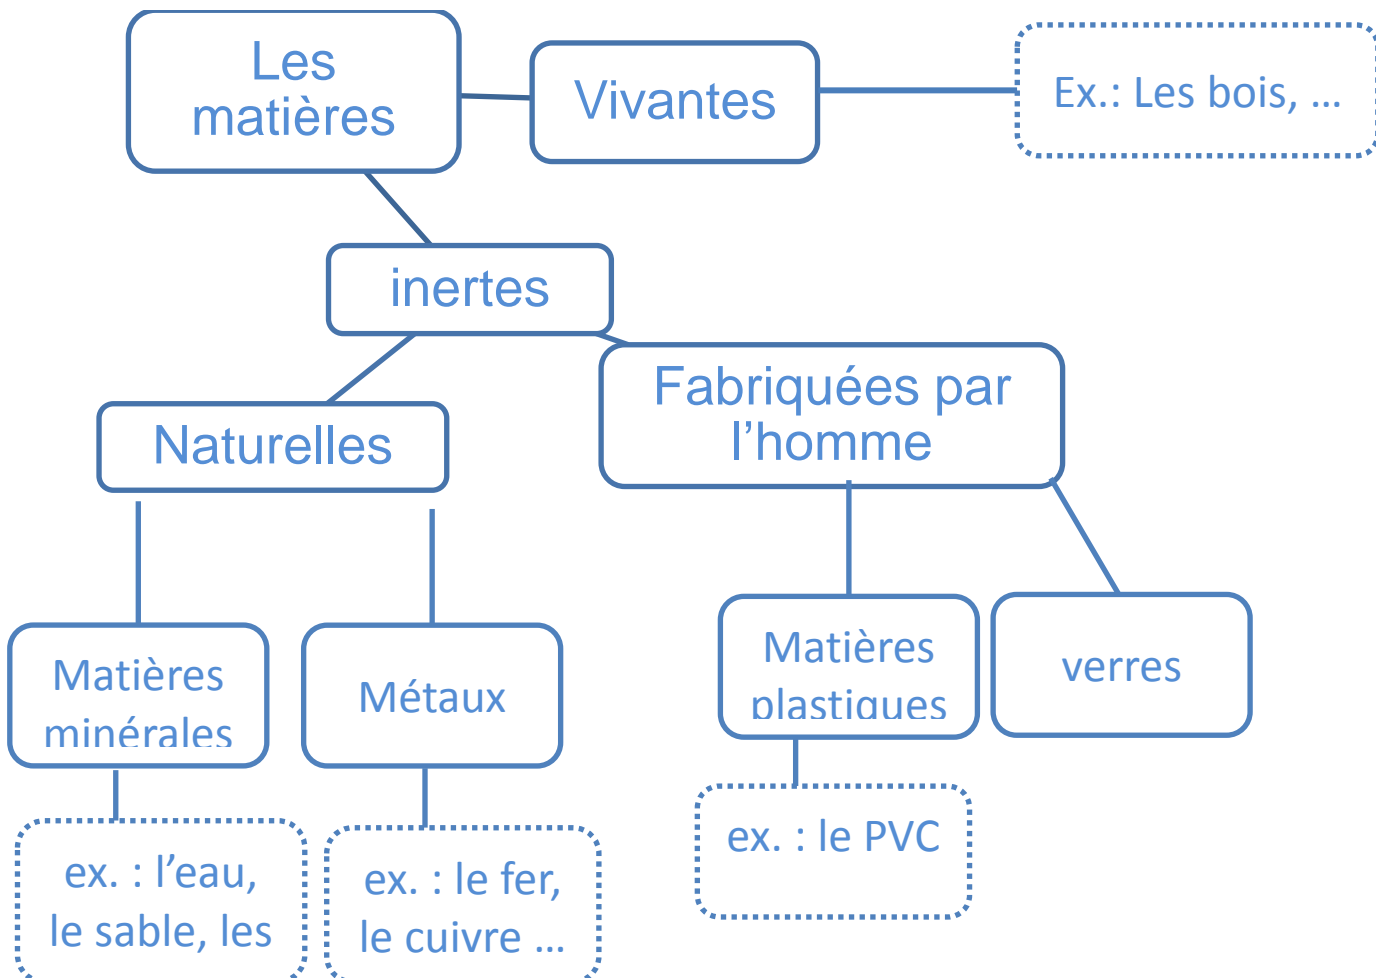 Les
matières
Vivantes
Ex.: Les bois, ...
inertes
Fabriquées par
l'homme
Naturelles
Matières
minérales
Métaux
Matières
plastiques
verres
ex. : l'eau,
le sable, les
ex. : le fer,
le cuivre ...
ex. : le PVC